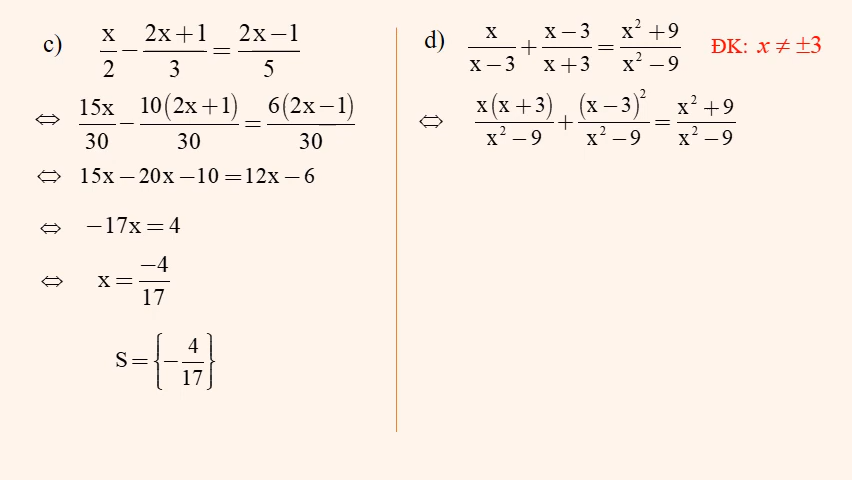 c) x/2 − (2x+1)/3 = (2x−1)/5
⇔ 15x/30 − 10(2x+1)/30 = 6(2x−1)/30
⇔ 15x−20x−10=12x−6
⇔ −17x=4
⇔ x= −4/17
S={−4/17}
d) x/(x−3) + (x−3)/(x+3) = (x²+9)/(x²−9) ĐK: x ≠ ±3
⇔ x(x+3)/(x²−9) + (x−3)²/(x²−9) = (x²+9)/(x²−9)